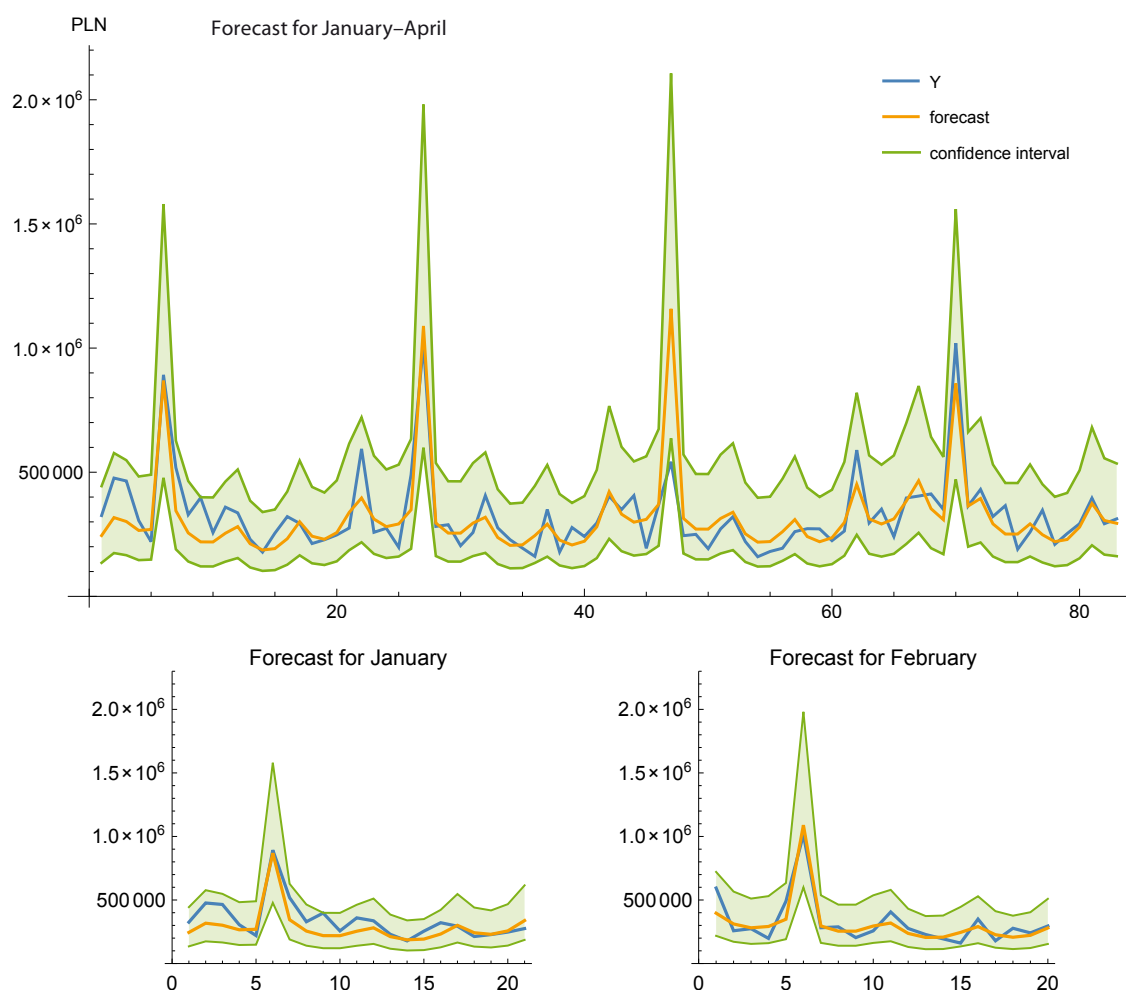 PLN
Forecast for January–April
Y
forecast
confidence interval
2.0 × 10⁶
1.5 × 10⁶
1.0 × 10⁶
500 000
20 40 60 80
Forecast for January
2.0 × 10⁶
1.5 × 10⁶
1.0 × 10⁶
500 000
0 5 10 15 20
Forecast for February
2.0 × 10⁶
1.5 × 10⁶
1.0 × 10⁶
500 000
0 5 10 15 20